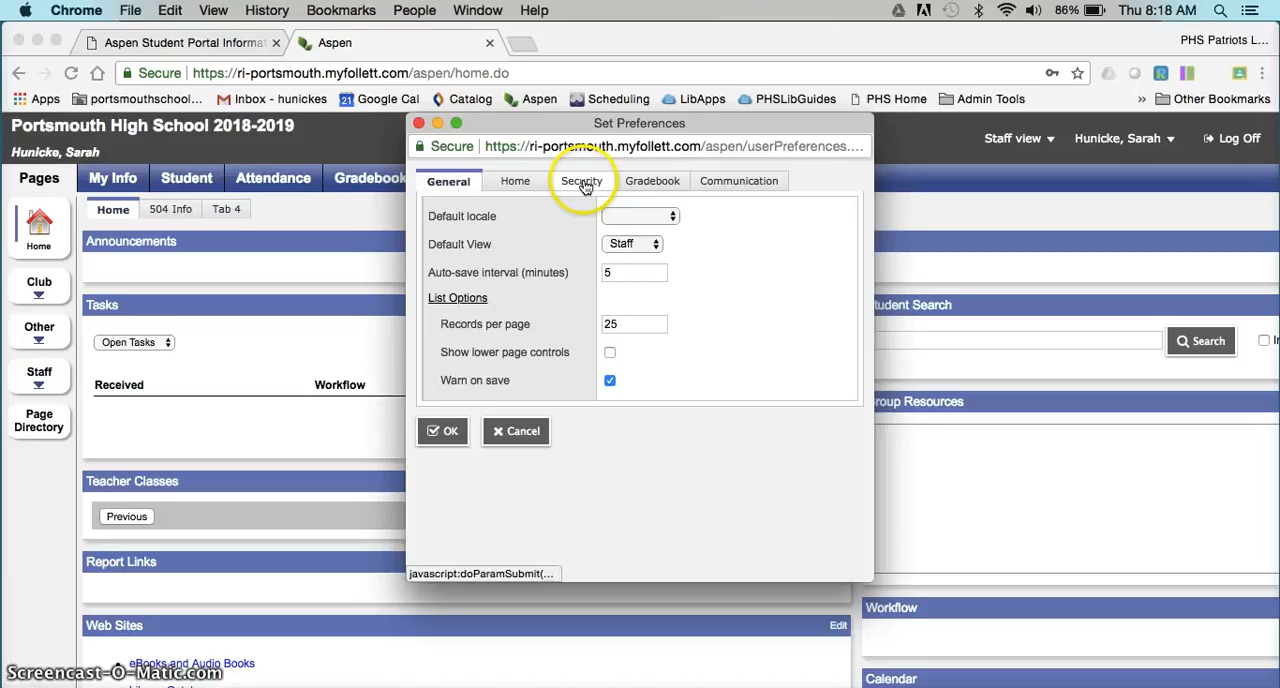 Chrome File Edit View History Bookmarks People Window Help 86% Thu 8:18 AM
Aspen Student Portal Informat Aspen PHS Patriots L...
Secure https://ri-portsmouth.myfollett.com/aspen/home.do
Apps portsmouthschool... Inbox - hunickes Google Cal Catalog Aspen Scheduling LibApps PHSLibGuides PHS Home Admin Tools » Other Bookmarks
Portsmouth High School 2018-2019
Hunicke, Sarah
Staff view Hunicke, Sarah Log Off
Pages My Info Student Attendance Gradebook
Home 504 Info Tab 4
Home
Club
Other
Staff
Page
Directory
Announcements
Tasks
Open Tasks
Received Workflow
Teacher Classes
Previous
Report Links
Web Sites Edit
eBooks and Audio Books
Set Preferences
Secure https://ri-portsmouth.myfollett.com/aspen/userPreferences....
General Home Security Gradebook Communication
Default locale
Default View Staff
Auto-save interval (minutes) 5
List Options
Records per page 25
Show lower page controls
Warn on save
OK Cancel
javascript:doParamSubmit(...
tudent Search
Search
roup Resources
Workflow
Calendar
Screencast-O-Matic.com